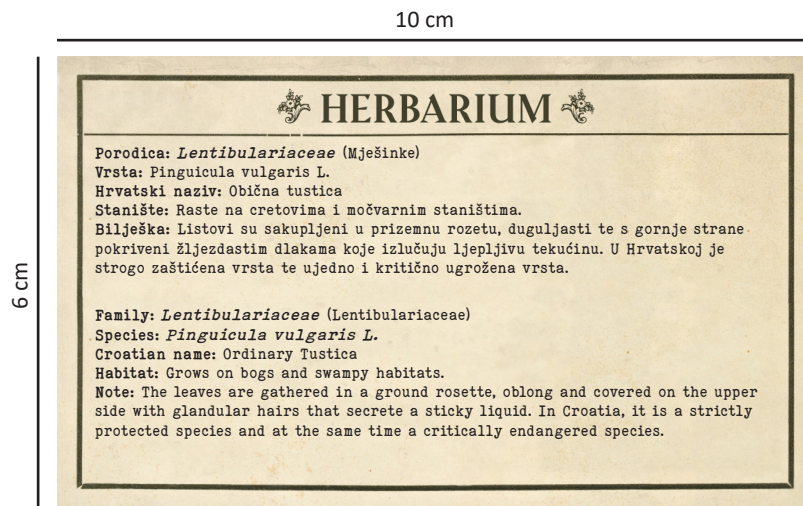 10 cm
6 cm
HERBARIUM
Porodica: Lentibulariaceae (Mješinke)
Vrsta: Pinguicula vulgaris L.
Hrvatski naziv: Obična tustica
Stanište: Raste na cretovima i močvarnim staništima.
Bilješka: Listovi su sakupljeni u prizemnu rozetu, duguljasti te s gornje strane
pokriveni žljezdastim dlakama koje izlučuju ljepljivu tekućinu. U Hrvatskoj je
strogo zaštićena vrsta te ujedno i kritično ugrožena vrsta.
Family: Lentibulariaceae (Lentibulariaceae)
Species: Pinguicula vulgaris L.
Croatian name: Ordinary Tustica
Habitat: Grows on bogs and swampy habitats.
Note: The leaves are gathered in a ground rosette, oblong and covered on the upper
side with glandular hairs that secrete a sticky liquid. In Croatia, it is a strictly
protected species and at the same time a critically endangered species.